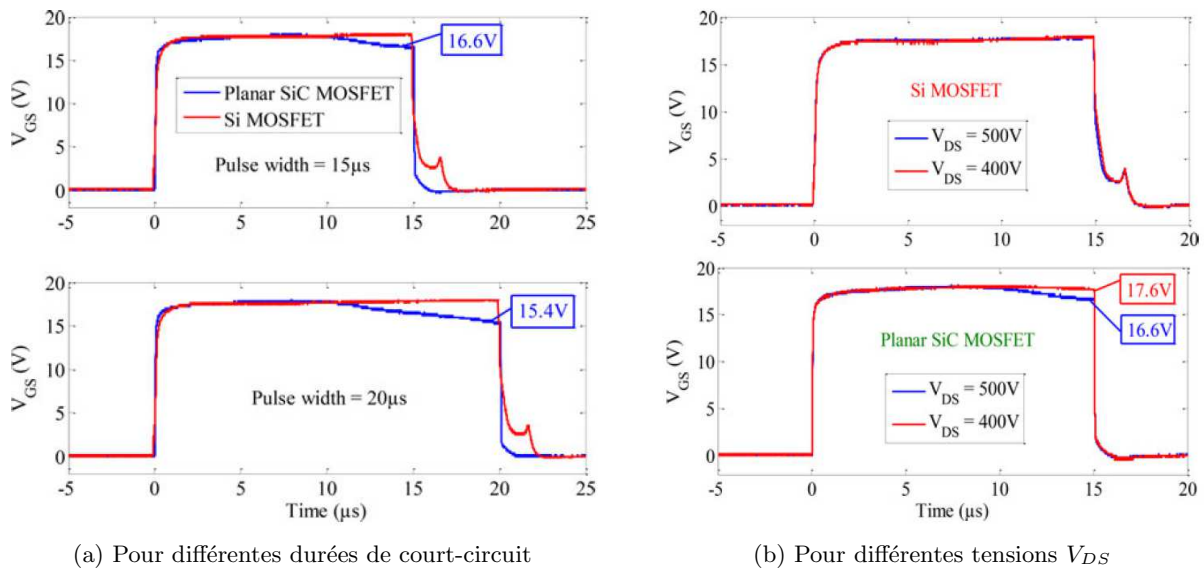 20
15
10
5
0
V_GS (V)
16.6V
Planar SiC MOSFET
Si MOSFET
Pulse width = 15µs
-5 0 5 10 15 20 25
20
15
10
5
0
V_GS (V)
15.4V
Pulse width = 20µs
-5 0 5 10 15 20 25
Time (µs)
(a) Pour différentes durées de court-circuit
20
15
10
5
0
V_GS (V)
Si MOSFET
V_DS = 500V
V_DS = 400V
-5 0 5 10 15 20
20
15
10
5
0
V_GS (V)
17.6V
16.6V
Planar SiC MOSFET
V_DS = 500V
V_DS = 400V
-5 0 5 10 15 20
Time (µs)
(b) Pour différentes tensions V_DS